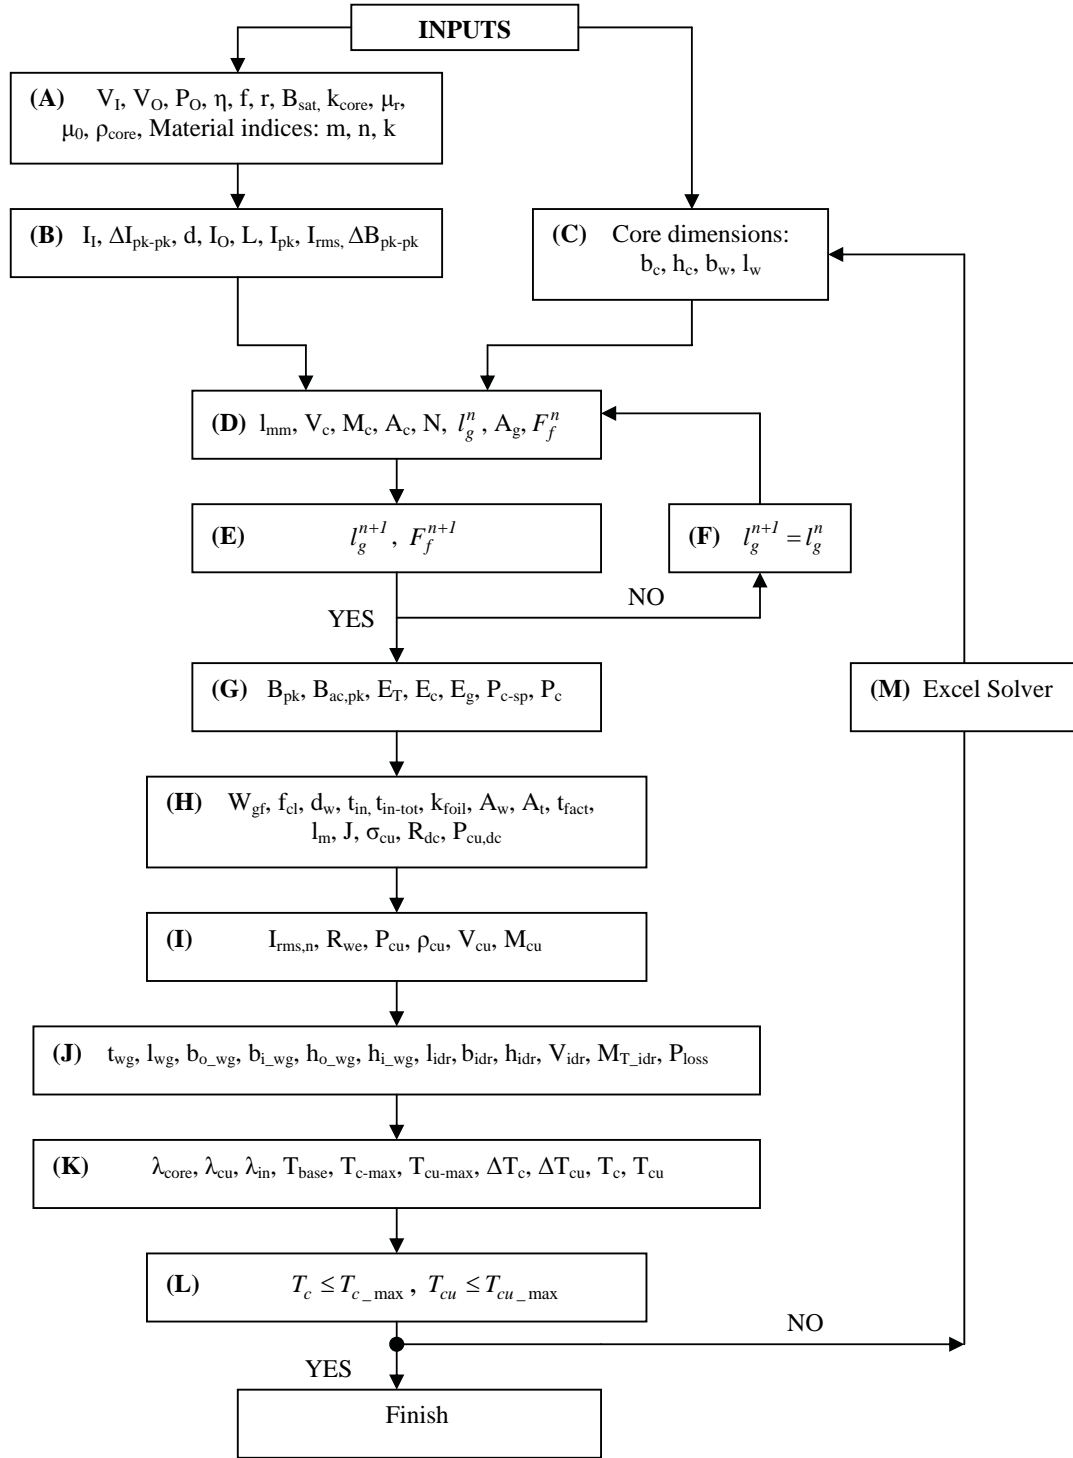 INPUTS
(A) V_I, V_O, P_O, η, f, r, B_sat, k_core, μ_r,
μ_0, ρ_core, Material indices: m, n, k
(B) I_I, ΔI_pk-pk, d, I_O, L, I_pk, I_rms, ΔB_pk-pk
(C) Core dimensions:
b_c, h_c, b_w, l_w
(D) l_mm, V_c, M_c, A_c, N, l_g^n, A_g, F_f^n
(E) l_g^{n+1}, F_f^{n+1}
(F) l_g^{n+1} = l_g^n
NO
YES
(G) B_pk, B_ac,pk, E_T, E_c, E_g, P_c-sp, P_c
(M) Excel Solver
(H) W_gf, f_cl, d_w, t_in, t_in-tot, k_foil, A_w, A_t, t_fact,
l_m, J, σ_cu, R_dc, P_cu,dc
(I) I_rms,n, R_we, P_cu, ρ_cu, V_cu, M_cu
(J) t_wg, l_wg, b_o_wg, b_i_wg, h_o_wg, h_i_wg, l_idr, b_idr, h_idr, V_idr, M_T_idr, P_loss
(K) λ_core, λ_cu, λ_in, T_base, T_c-max, T_cu-max, ΔT_c, ΔT_cu, T_c, T_cu
(L) T_c ≤ T_c_max, T_cu ≤ T_cu_max
NO
YES
Finish